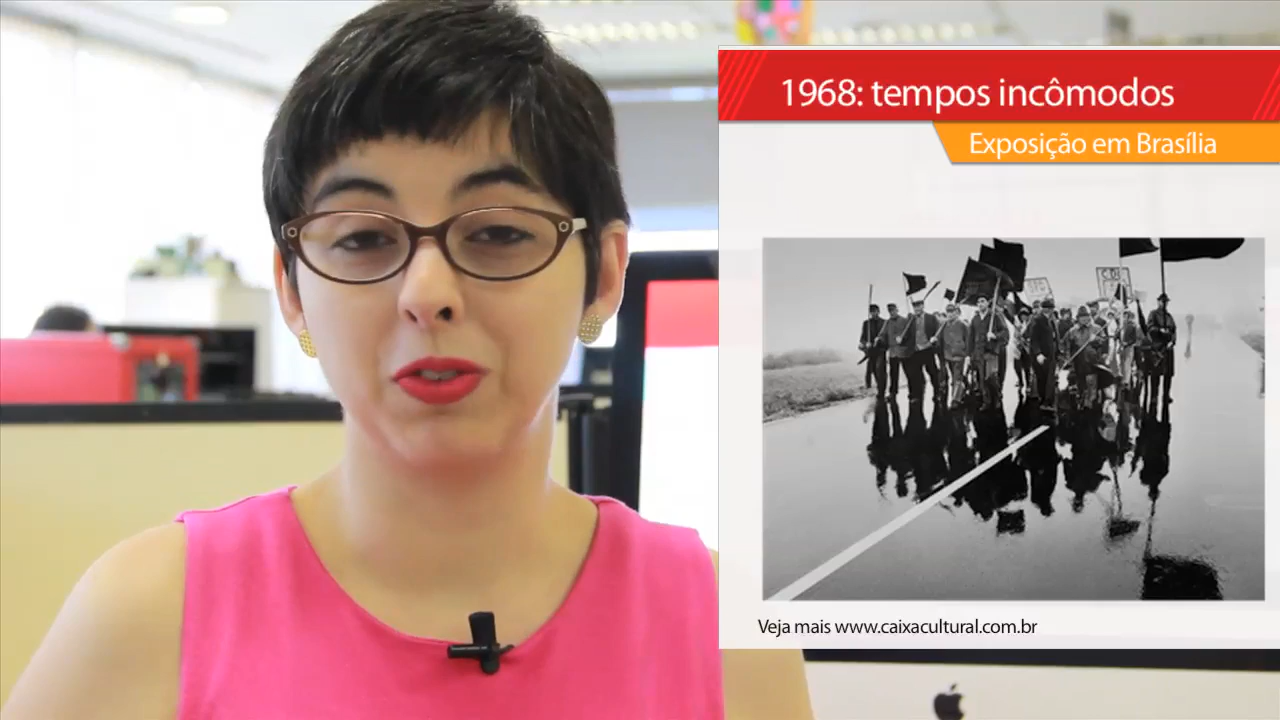 1968: tempos incômodos
Exposição em Brasília
Veja mais www.caixacultural.com.br